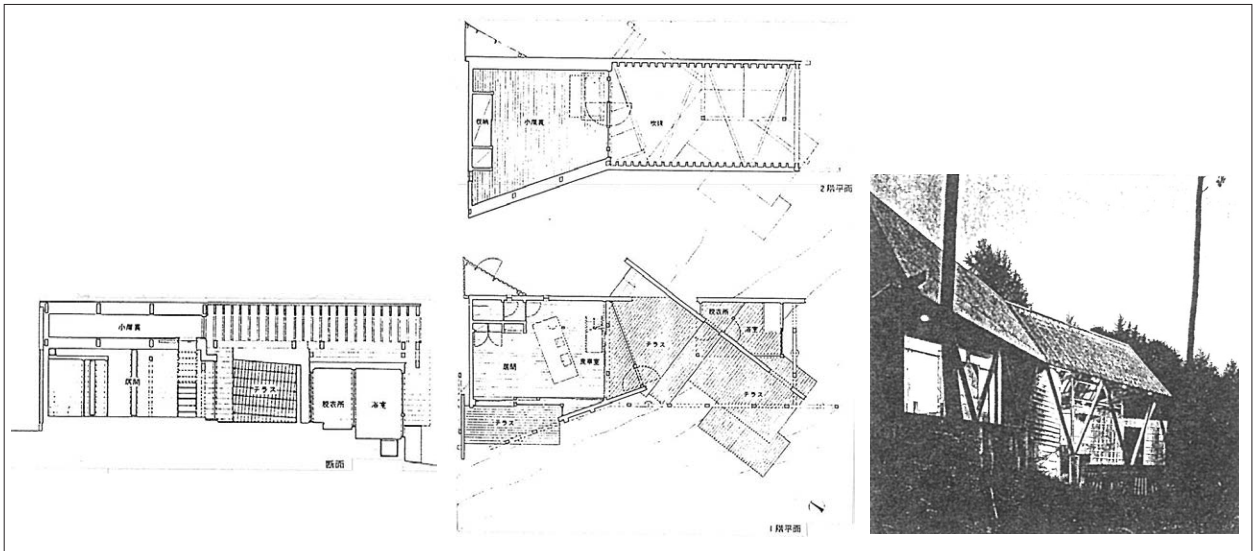 収納
小屋裏
吹抜
2階平面
脱衣所
浴室
テラス
居間
食事室
テラス
テラス
1階平面
小屋裏
居間
テラス
脱衣所
浴室
断面